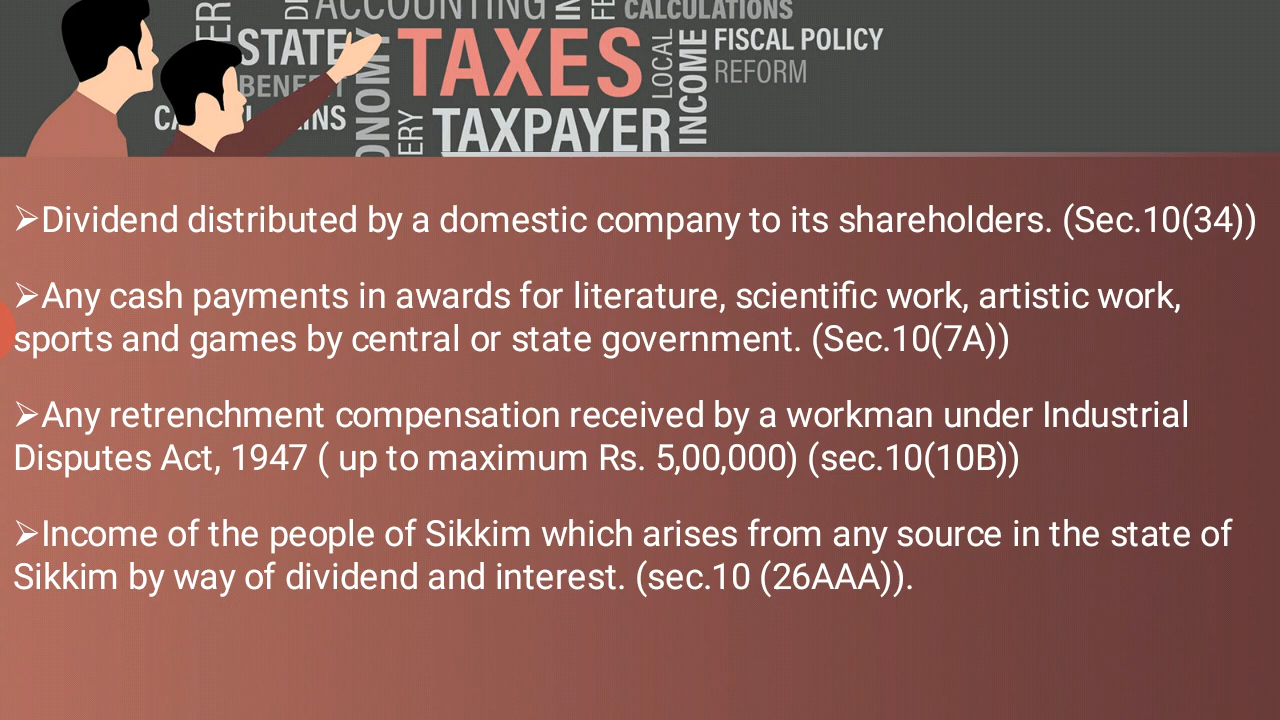 ACCOUNTING
CALCULATIONS
STATE
TAXES
LOCAL
INCOME
FISCAL POLICY
REFORM
TAXPAYER
➢Dividend distributed by a domestic company to its shareholders. (Sec.10(34))
➢Any cash payments in awards for literature, scientific work, artistic work,
sports and games by central or state government. (Sec.10(7A))
➢Any retrenchment compensation received by a workman under Industrial
Disputes Act, 1947 ( up to maximum Rs. 5,00,000) (sec.10(10B))
➢Income of the people of Sikkim which arises from any source in the state of
Sikkim by way of dividend and interest. (sec.10 (26AAA)).